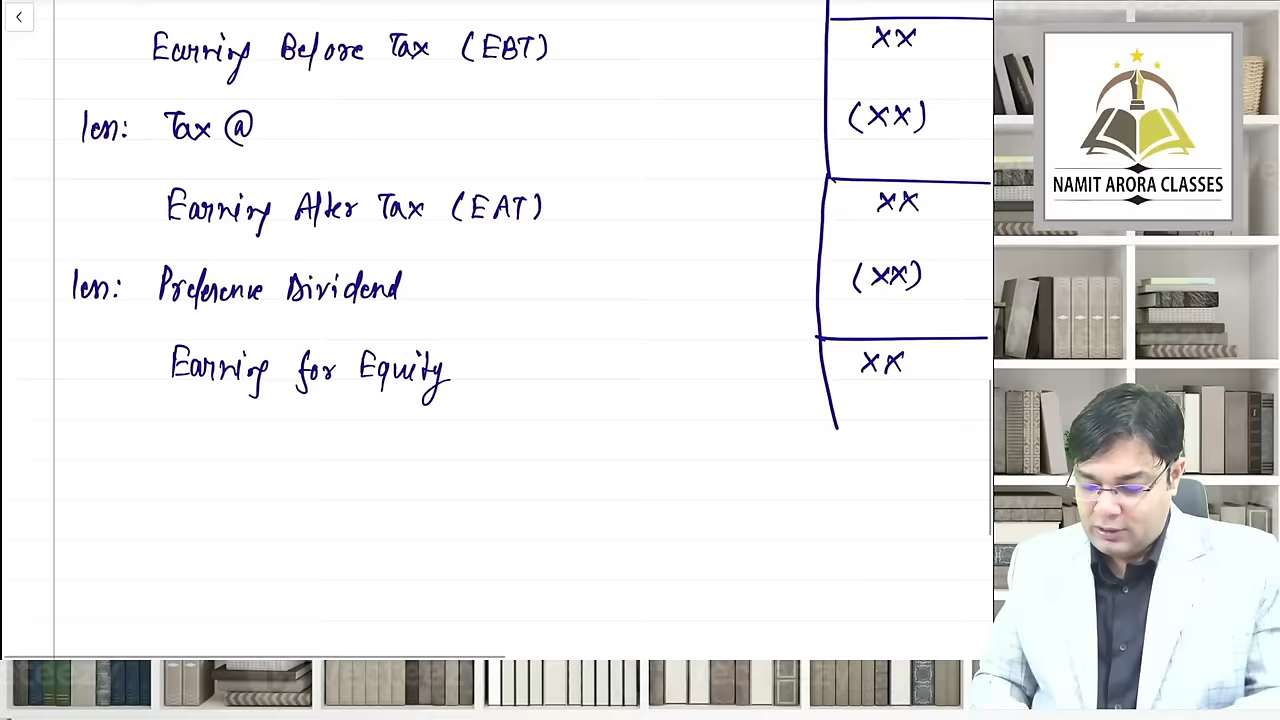 Earning Before Tax (EBT) XX
less: Tax @ (XX)
Earning After Tax (EAT) XX
less: Preference Dividend (XX)
Earning for Equity XX
NAMIT ARORA CLASSES